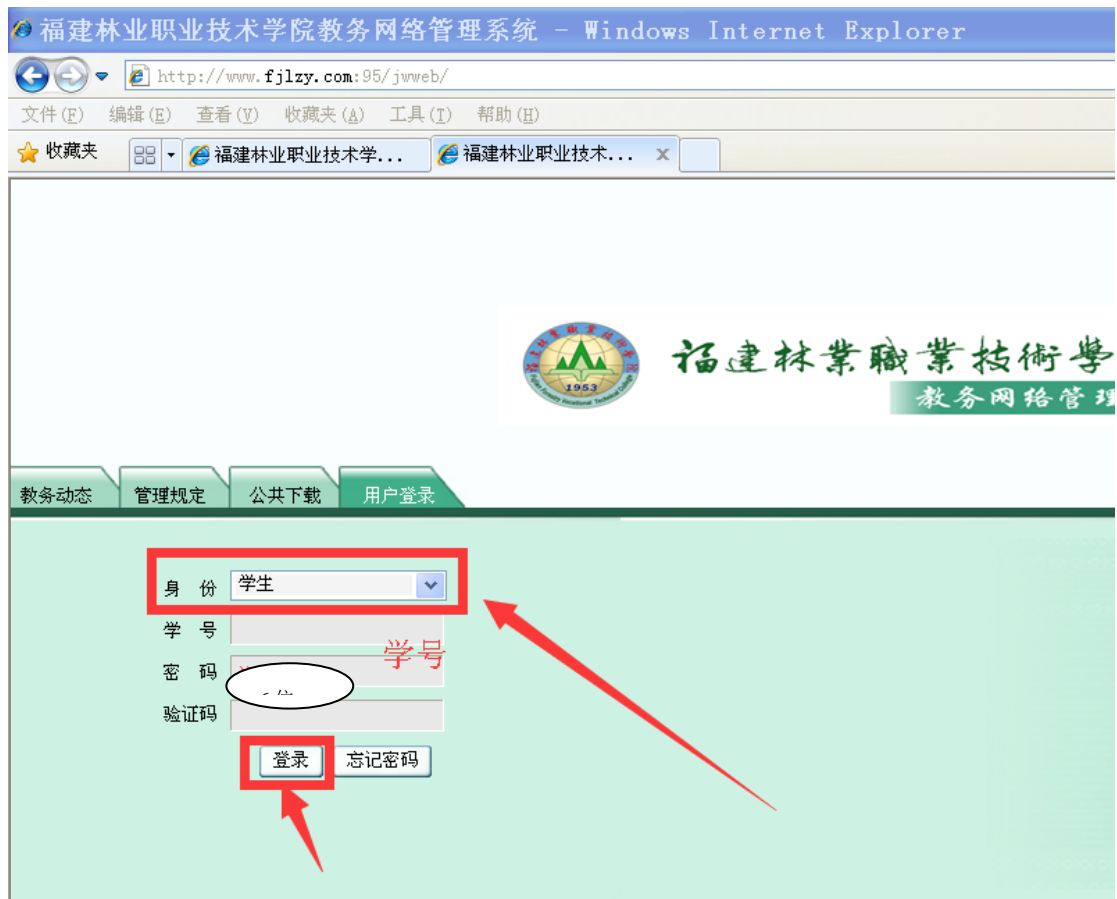 福建林业职业技术学院教务网络管理系统 - Windows Internet Explorer
http://www.fjlzy.com:95/jwweb/
文件(F) 编辑(E) 查看(V) 收藏夹(A) 工具(T) 帮助(H)
收藏夹 福建林业职业技术学... 福建林业职业技术... x
福建林业職業技術學
1953
教务网络管理
教务动态 管理规定 公共下载 用户登录
身 份 学生
学 号
学号
密 码
验证码
登录 忘记密码